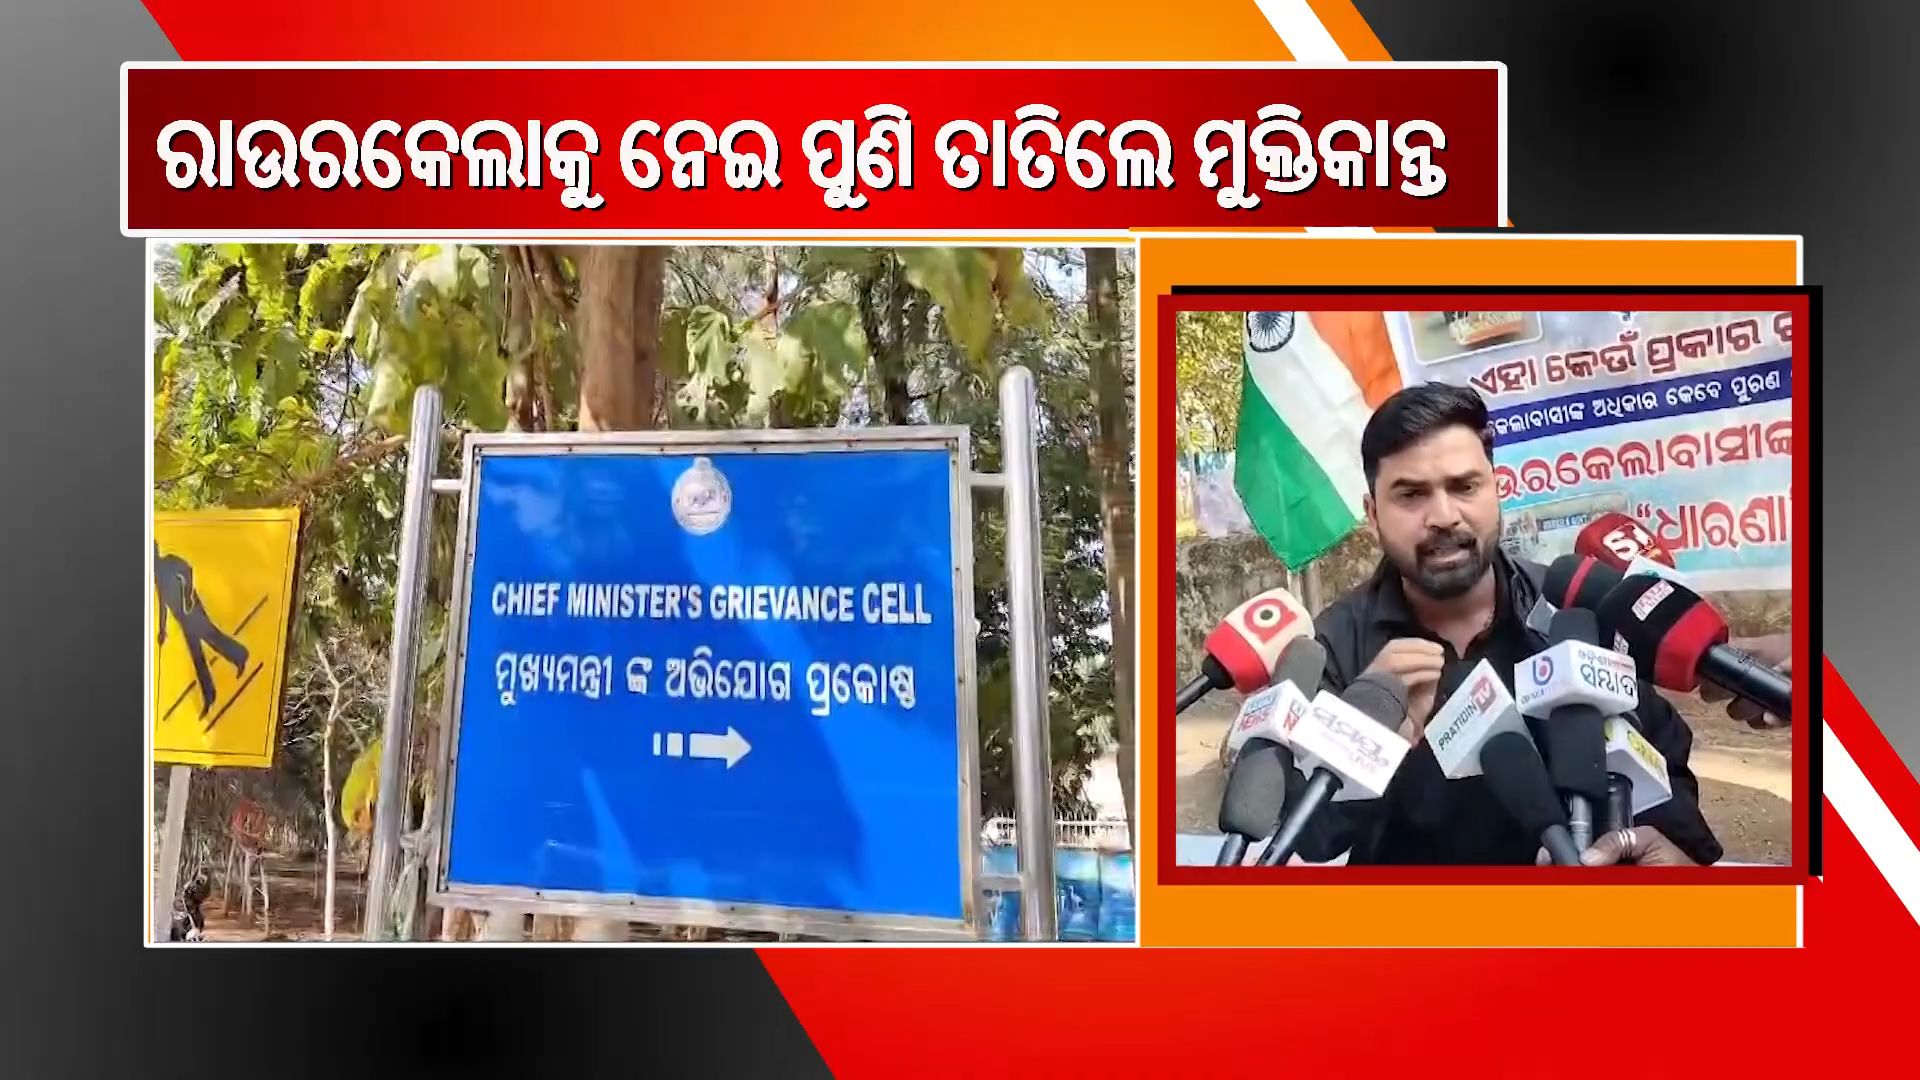 ରାଉରକେଲାକୁ ନେଇ ପୁଣି ତାତିଲେ ମୁକ୍ତିକାନ୍ତ
CHIEF MINISTER'S GRIEVANCE CELL
ମୁଖ୍ୟମନ୍ତ୍ରୀ ଙ୍କ ଅଭିଯୋଗ ପ୍ରକୋଷ୍ଠ
ଏହା କେଉଁ ପ୍ରକାର
କେଲାବାସୀଙ୍କ ଅଧିକାର କେବେ ପୁରଣ
ଉରକେଲାବାସୀଙ୍କ
"ଧାରଣା
PRATIDIN TV
ସମ୍ବାଦ